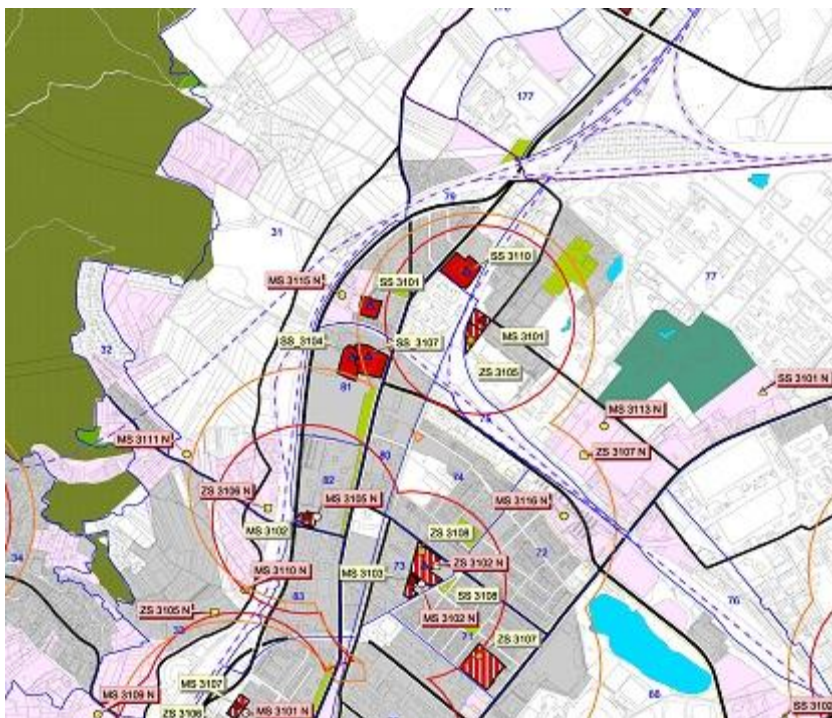 177
79
31
77
SS 3110
MS 3115 N
SS 3101
MS 3101
SS 3104
SS 3107
32
ZS 3105
81
SS 3101 N
MS 3113 N
MS 3111 N
80
ZS 3107 N
82
74
ZS 3106 N
MS 3105 N
MS 3116 N
MS 3102
ZS 3108
72
34
MS 3103
73
ZS 3102 N
MS 3110 N
83
SS 3108
ZS 3105 N
MS 3102 N
76
71
ZS 3107
MS 3107
68
MS 3109 N
ZS 3106
MS 3101 N
SS 3102